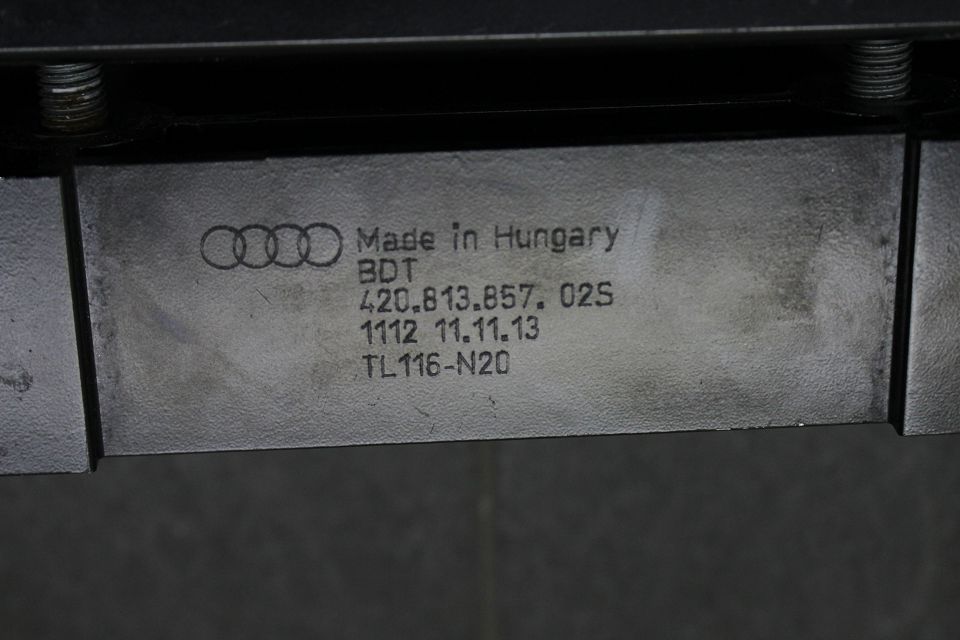 Made in Hungary
BDT
420.813.857. 02S
1112 11.11.13
TL116-N20